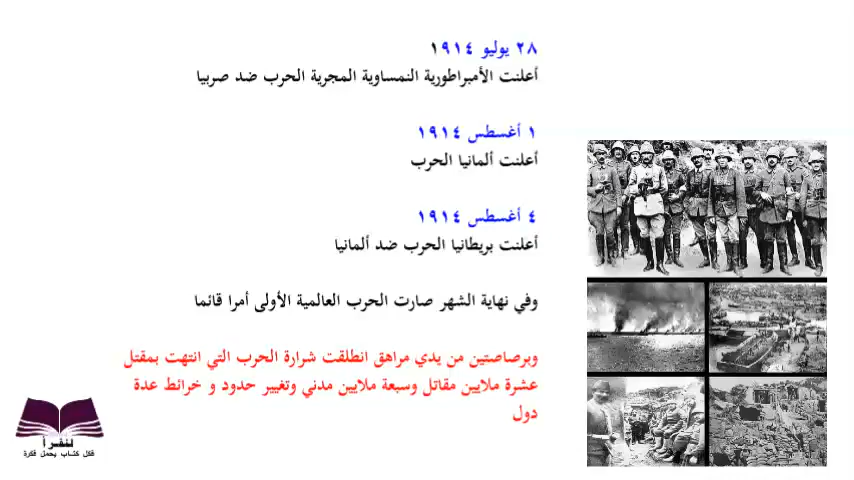 ٢٨ يوليو ١٩١٤
أعلنت الأمبراطورية النمساوية المجرية الحرب ضد صربيا
١ أغسطس ١٩١٤
أعلنت ألمانيا الحرب
٤ أغسطس ١٩١٤
أعلنت بريطانيا الحرب ضد ألمانيا
وفي نهاية الشهر صارت الحرب العالمية الأولى أمرا قائما
وبرصاصتين من يدي مراهق انطلقت شرارة الحرب التي انتهت بمقتل
عشرة ملايين مقاتل وسبعة ملايين مدني وتغيير حدود و خرائط عدة
دول
لنقرأ
فكل كتاب يحمل فكرة